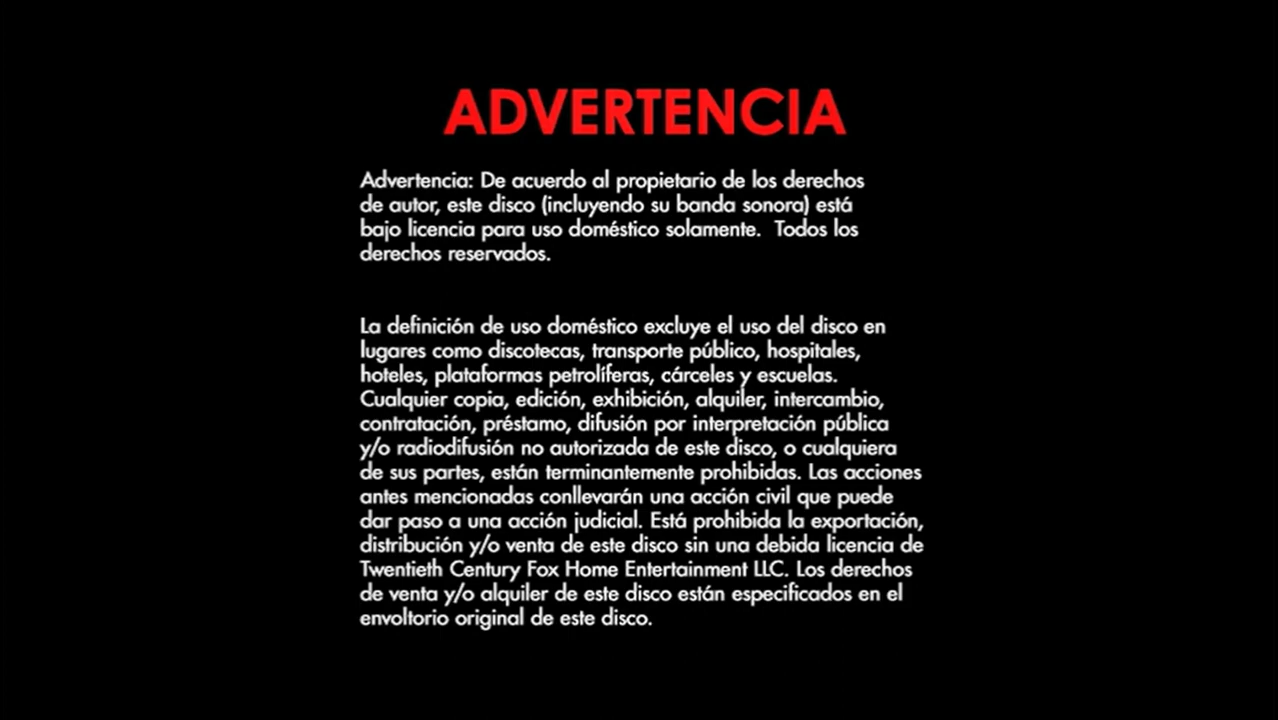 ADVERTENCIA
Advertencia: De acuerdo al propietario de los derechos
de autor, este disco (incluyendo su banda sonora) está
bajo licencia para uso doméstico solamente.  Todos los
derechos reservados.
La definición de uso doméstico excluye el uso del disco en
lugares como discotecas, transporte público, hospitales,
hoteles, plataformas petrolíferas, cárceles y escuelas.
Cualquier copia, edición, exhibición, alquiler, intercambio,
contratación, préstamo, difusión por interpretación pública
y/o radiodifusión no autorizada de este disco, o cualquiera
de sus partes, están terminantemente prohibidas. Las acciones
antes mencionadas conllevarán una acción civil que puede
dar paso a una acción judicial. Está prohibida la exportación,
distribución y/o venta de este disco sin una debida licencia de
Twentieth Century Fox Home Entertainment LLC. Los derechos
de venta y/o alquiler de este disco están especificados en el
envoltorio original de este disco.